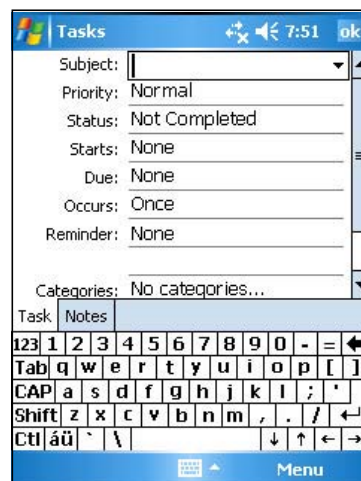 Tasks 7:51 ok
Subject:
Priority: Normal
Status: Not Completed
Starts: None
Due: None
Occurs: Once
Reminder: None
Categories: No categories...
Task Notes
123 1 2 3 4 5 6 7 8 9 0 - = ←
Tab q w e r t y u i o p [ ]
CAP a s d f g h j k l ; '
Shift z x c v b n m , . / ↵
Ctl áü ` \ ↓ ↑ ← →
Menu